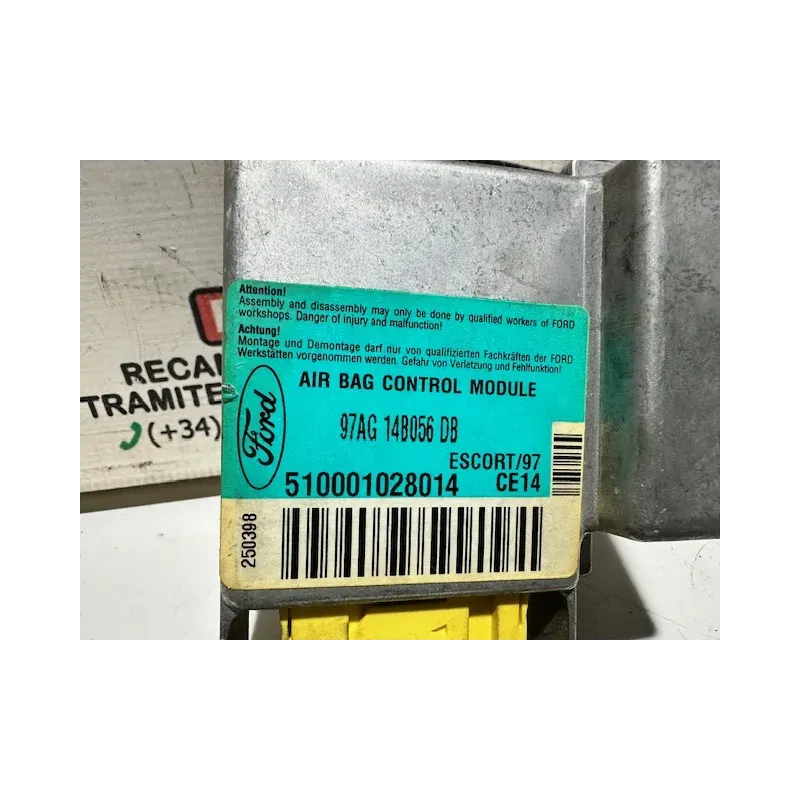 Attention!
Assembly and disassembly may only be done by qualified workers of FORD
workshops. Danger of injury and malfunction!
Achtung!
Montage und Demontage darf nur von qualifizierten Fachkräften der FORD
Werkstätten vorgenommen werden. Gefahr von Verletzung und Fehlfunktion!
AIR BAG CONTROL MODULE
Ford
97AG 14B056 DB
ESCORT/97
510001028014 CE14
250398
RECA
TRAMITE
(+34)